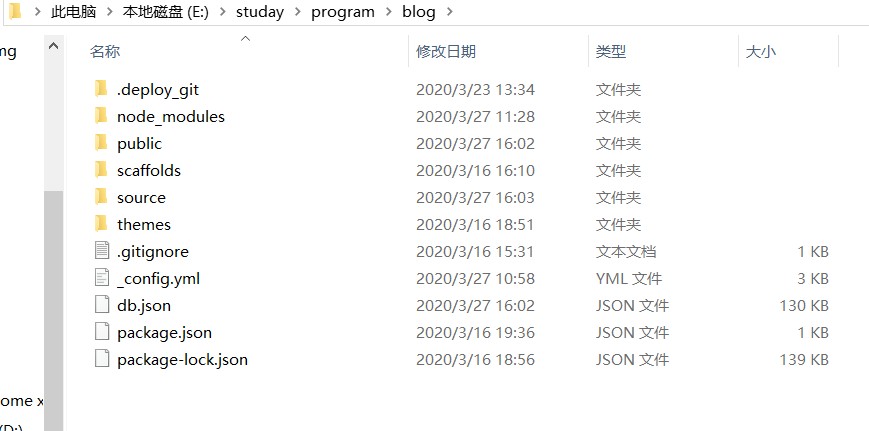 此电脑 > 本地磁盘 (E:) > studay > program > blog >
ng
名称 修改日期 类型 大小
.deploy_git 2020/3/23 13:34 文件夹
node_modules 2020/3/27 11:28 文件夹
public 2020/3/27 16:02 文件夹
scaffolds 2020/3/16 16:10 文件夹
source 2020/3/27 16:03 文件夹
themes 2020/3/16 18:51 文件夹
.gitignore 2020/3/16 15:31 文本文档 1 KB
_config.yml 2020/3/27 10:58 YML 文件 3 KB
db.json 2020/3/27 16:02 JSON 文件 130 KB
package.json 2020/3/16 19:36 JSON 文件 1 KB
package-lock.json 2020/3/16 18:56 JSON 文件 139 KB
ome x
(D:)